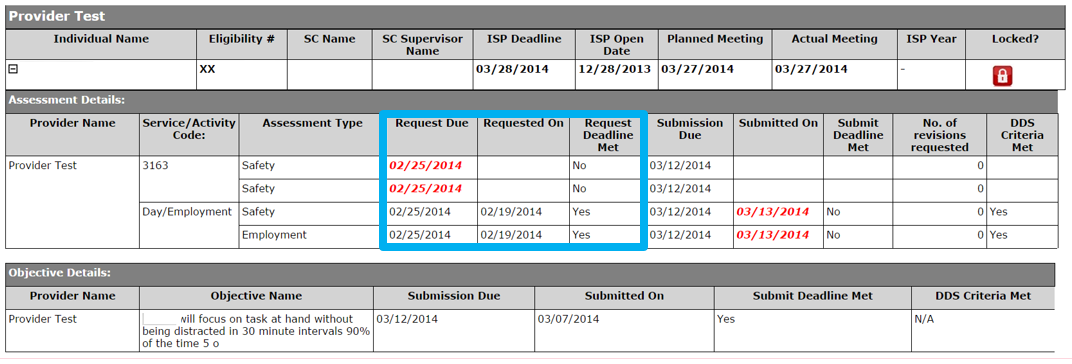 Provider Test
Individual Name Eligibility # SC Name SC Supervisor Name ISP Deadline ISP Open Date Planned Meeting Actual Meeting ISP Year Locked?
XX 03/28/2014 12/28/2013 03/27/2014 03/27/2014 -
Assessment Details:
Provider Name Service/Activity Code: Assessment Type Request Due Requested On Request Deadline Met Submission Due Submitted On Submit Deadline Met No. of revisions requested DDS Criteria Met
Provider Test 3163 Safety 02/25/2014 No 03/12/2014 0
Safety 02/25/2014 No 03/12/2014 0
Day/Employment Safety 02/25/2014 02/19/2014 Yes 03/12/2014 03/13/2014 No 0 Yes
Employment 02/25/2014 02/19/2014 Yes 03/12/2014 03/13/2014 No 0 Yes
Objective Details:
Provider Name Objective Name Submission Due Submitted On Submit Deadline Met DDS Criteria Met
Provider Test will focus on task at hand without 03/12/2014 03/07/2014 Yes N/A
being distracted in 30 minute intervals 90%
of the time 5 o